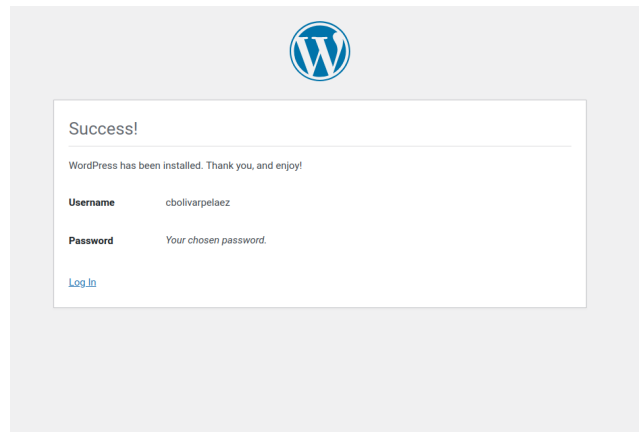 Success!
WordPress has been installed. Thank you, and enjoy!
Username cbolivarpelaez
Password Your chosen password.
Log In